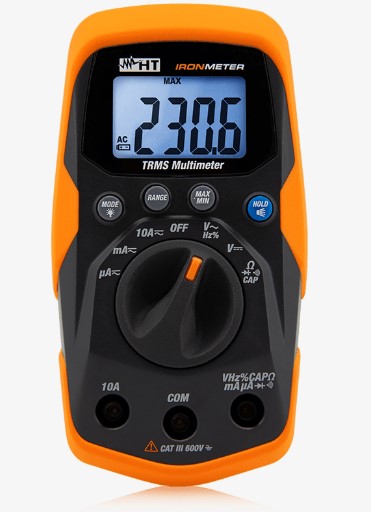 HT IRONMETER
MAX
AC
230.6
TRMS Multimeter
MODE
RANGE
MAX
MIN
HOLD
10A OFF V~
Hz%
mA
V
µA
Ω
CAP
10A
COM
VHz%CAPΩ
mAµA
CAT III 600V